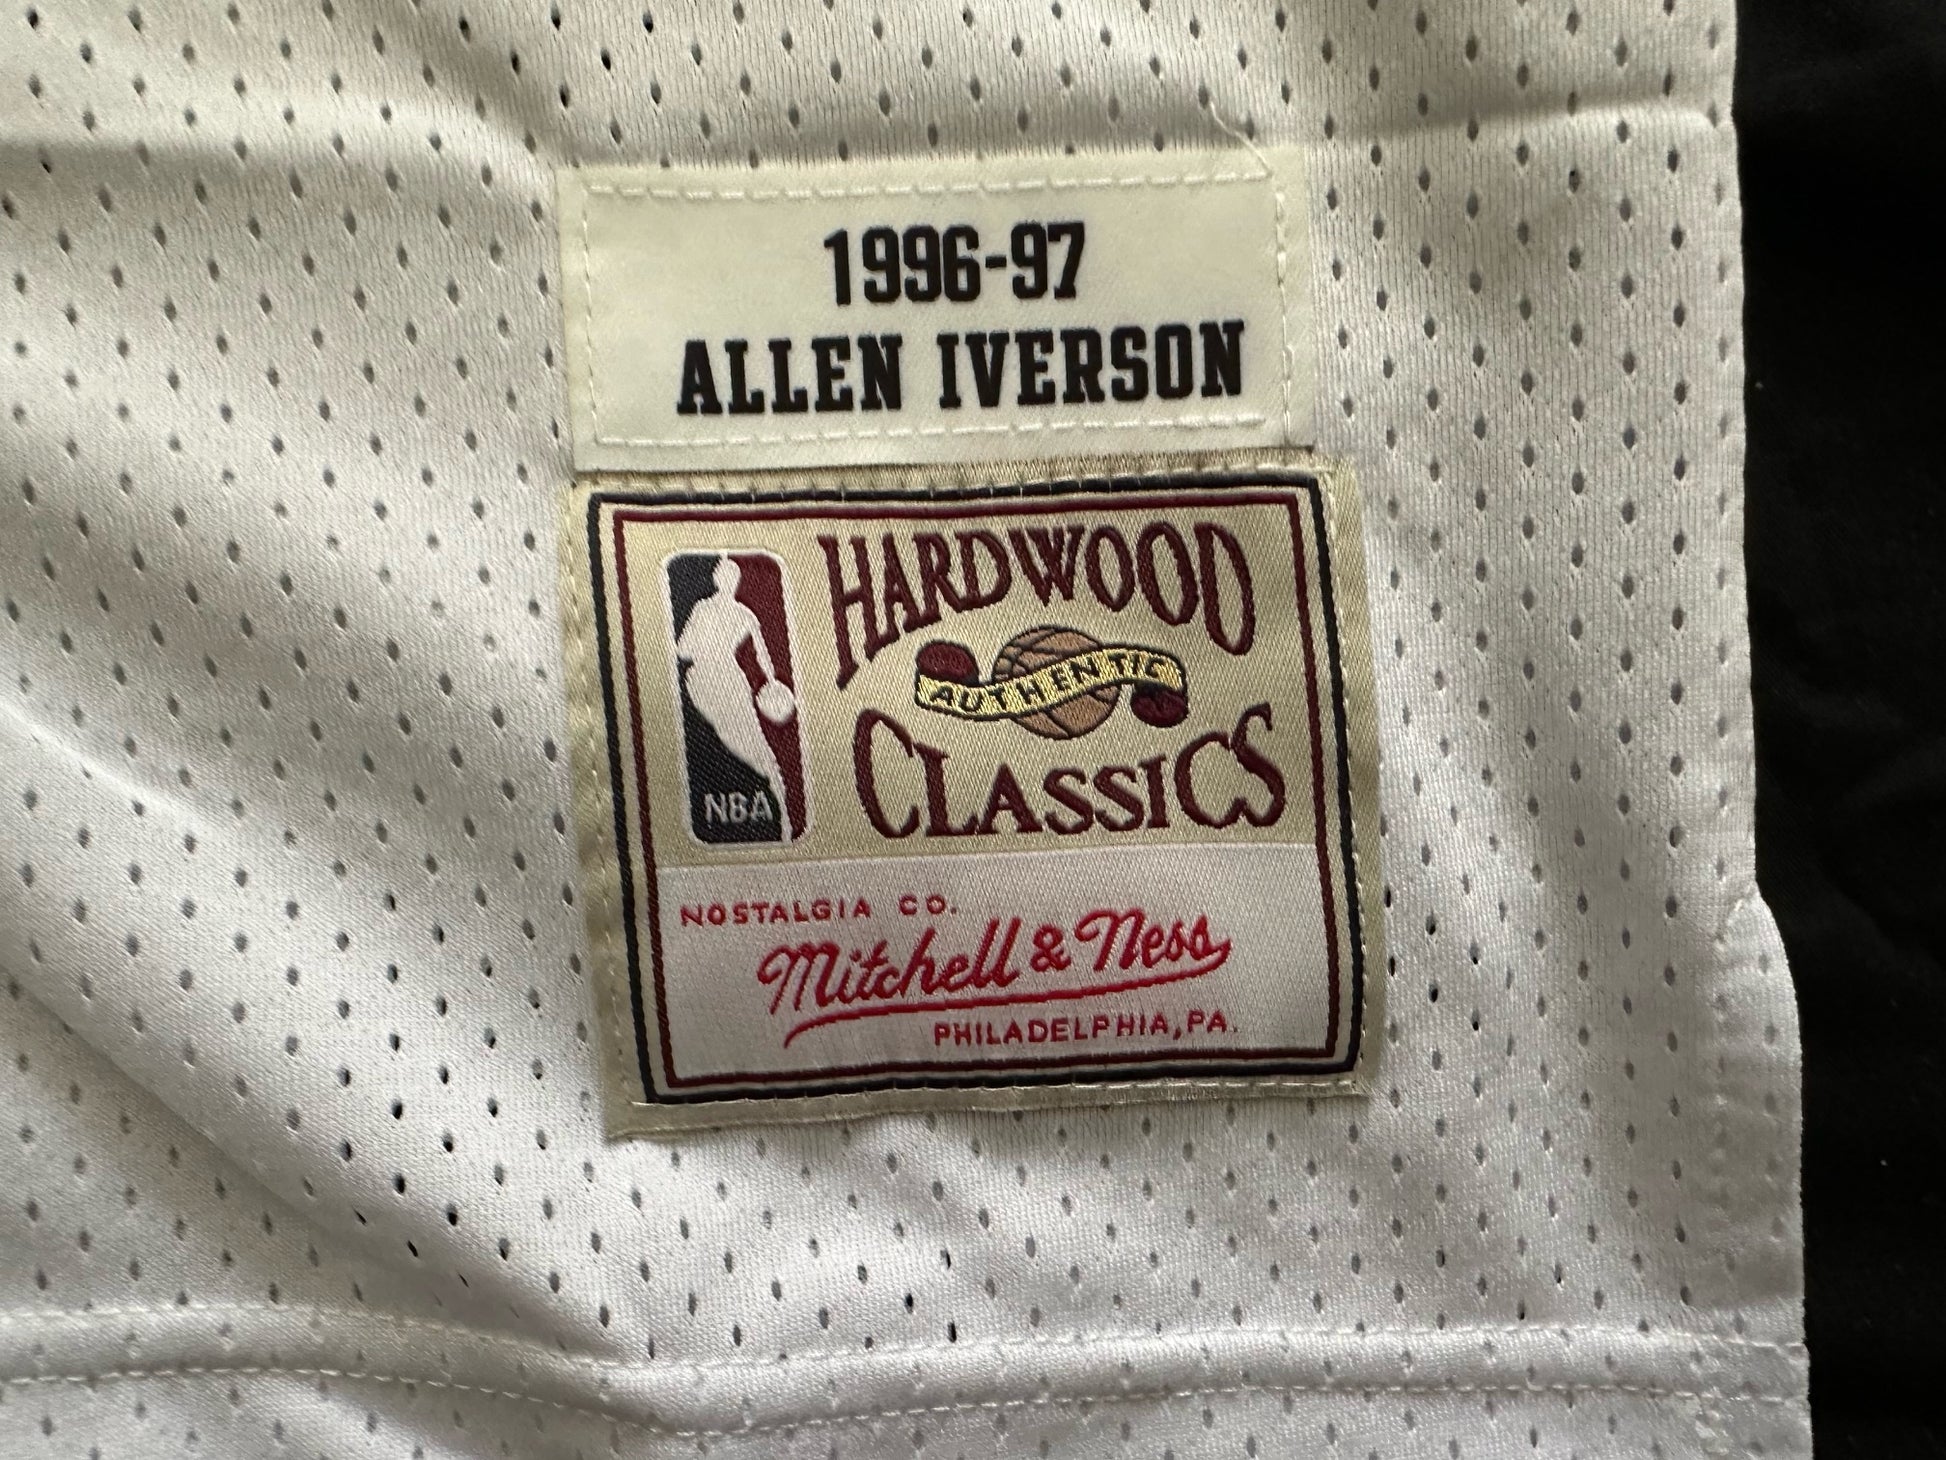 1996-97
ALLEN IVERSON
HARDWOOD
AUTHENTIC
CLASSICS
NBA
NOSTALGIA CO.
Mitchell & Ness
PHILADELPHIA, PA.